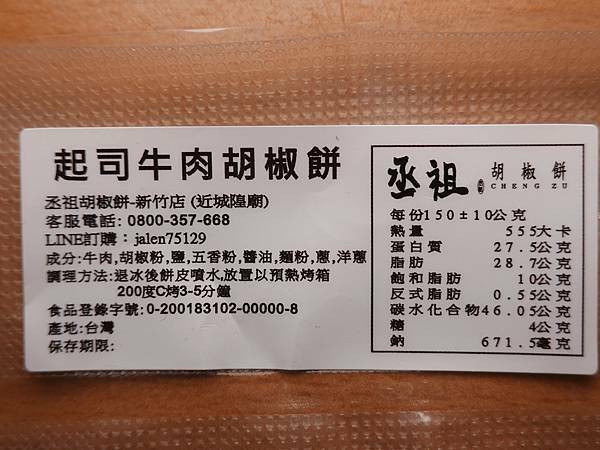 起司牛肉胡椒餅
丞祖胡椒餅-新竹店 (近城隍廟)
客服電話: 0800-357-668
LINE訂購：jalen75129
成分:牛肉,胡椒粉,鹽,五香粉,醬油,麵粉,蔥,洋蔥
調理方法:退冰後餅皮噴水,放置以預熱烤箱
200度C烤3-5分鐘
食品登錄字號:0-200183102-00000-8
產地:台灣
保存期限:
丞祖 胡椒餅
CHENG ZU
每份150±10公克
熱量 555大卡
蛋白質 27.5公克
脂肪 28.7公克
飽和脂肪 10公克
反式脂肪 0.55公克
碳水化合物46.05公克
糖 4公克
鈉 671.5毫克